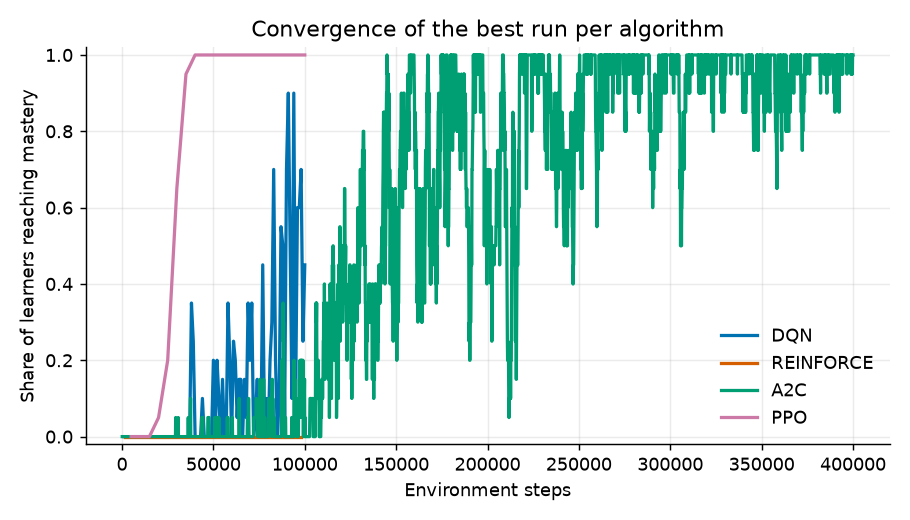 Convergence of the best run per algorithm
Share of learners reaching mastery
1.0
0.8
0.6
0.4
0.2
0.0
DQN
REINFORCE
A2C
PPO
0
50000
100000
150000
200000
250000
300000
350000
400000
Environment steps